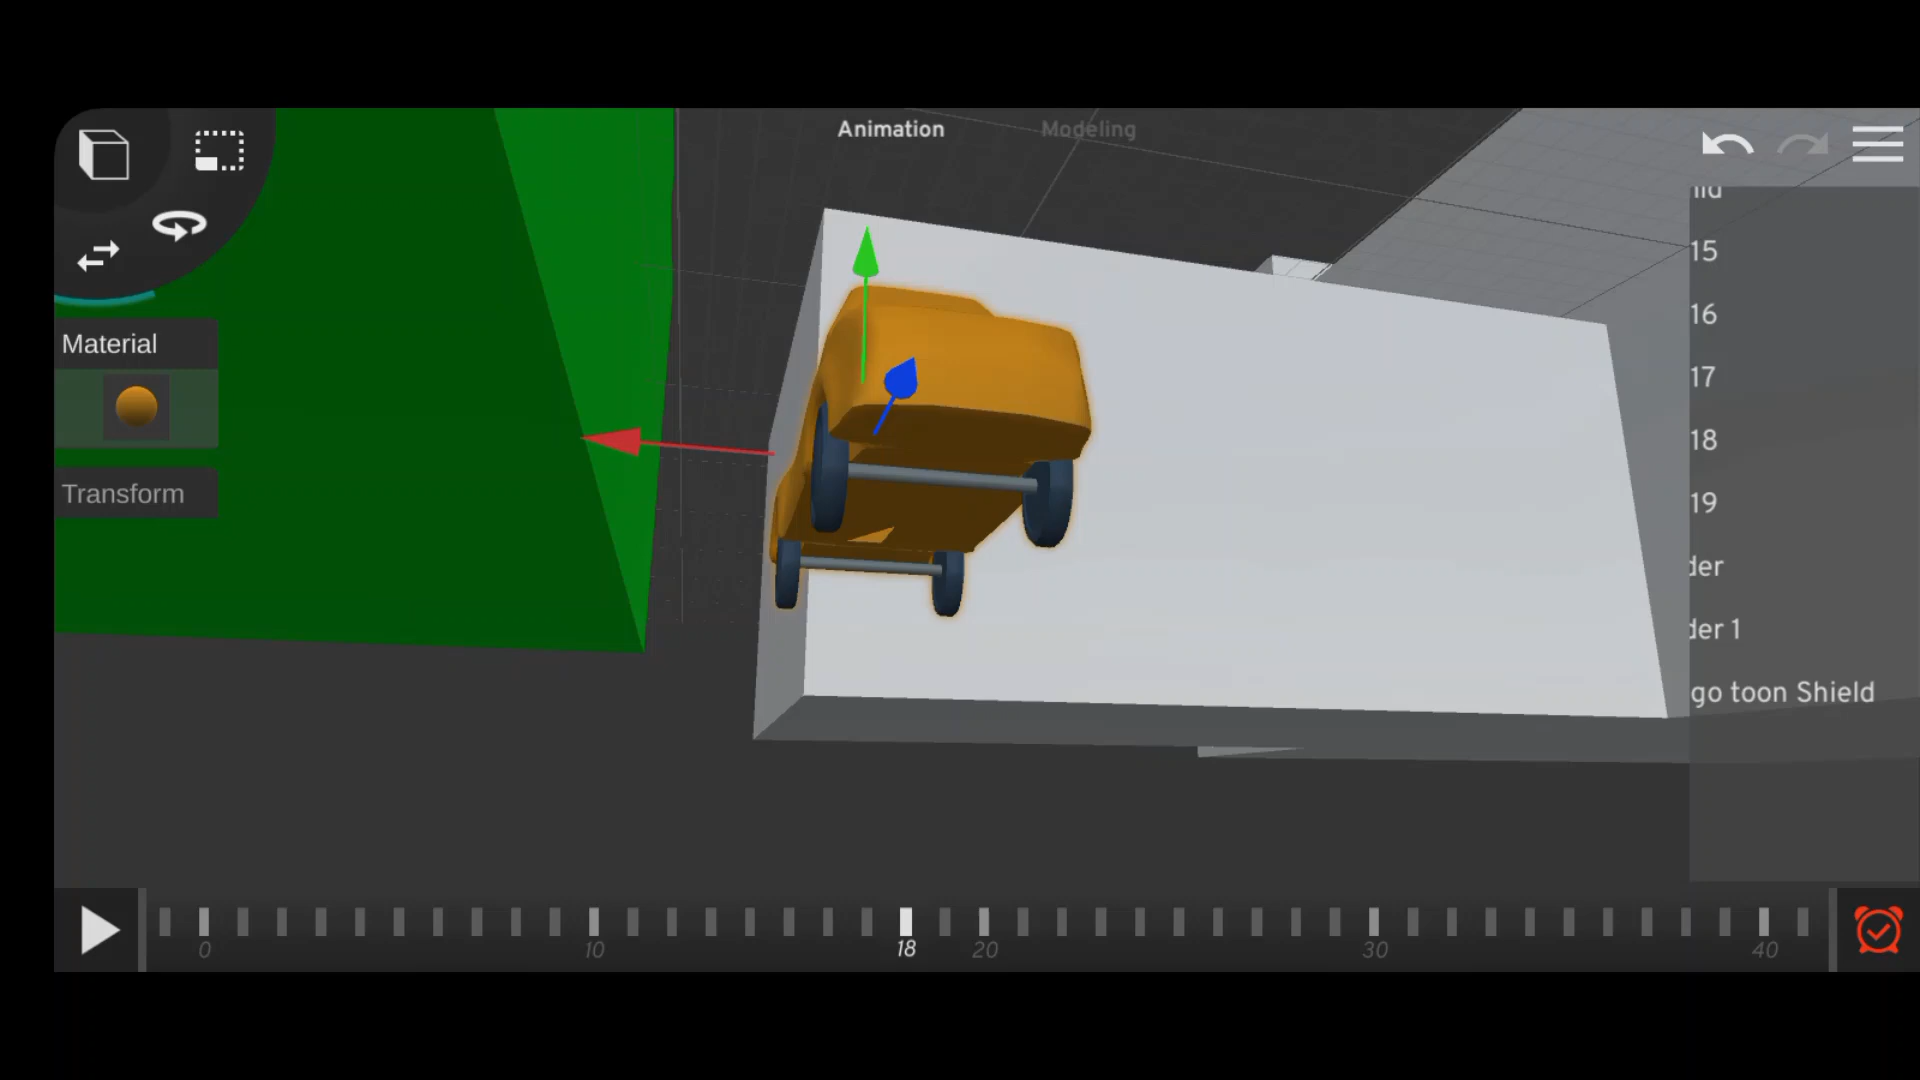 Animation Modeling
Material
Transform
15
16
17
18
19
der
der 1
go toon Shield
0 10 18 20 30 40